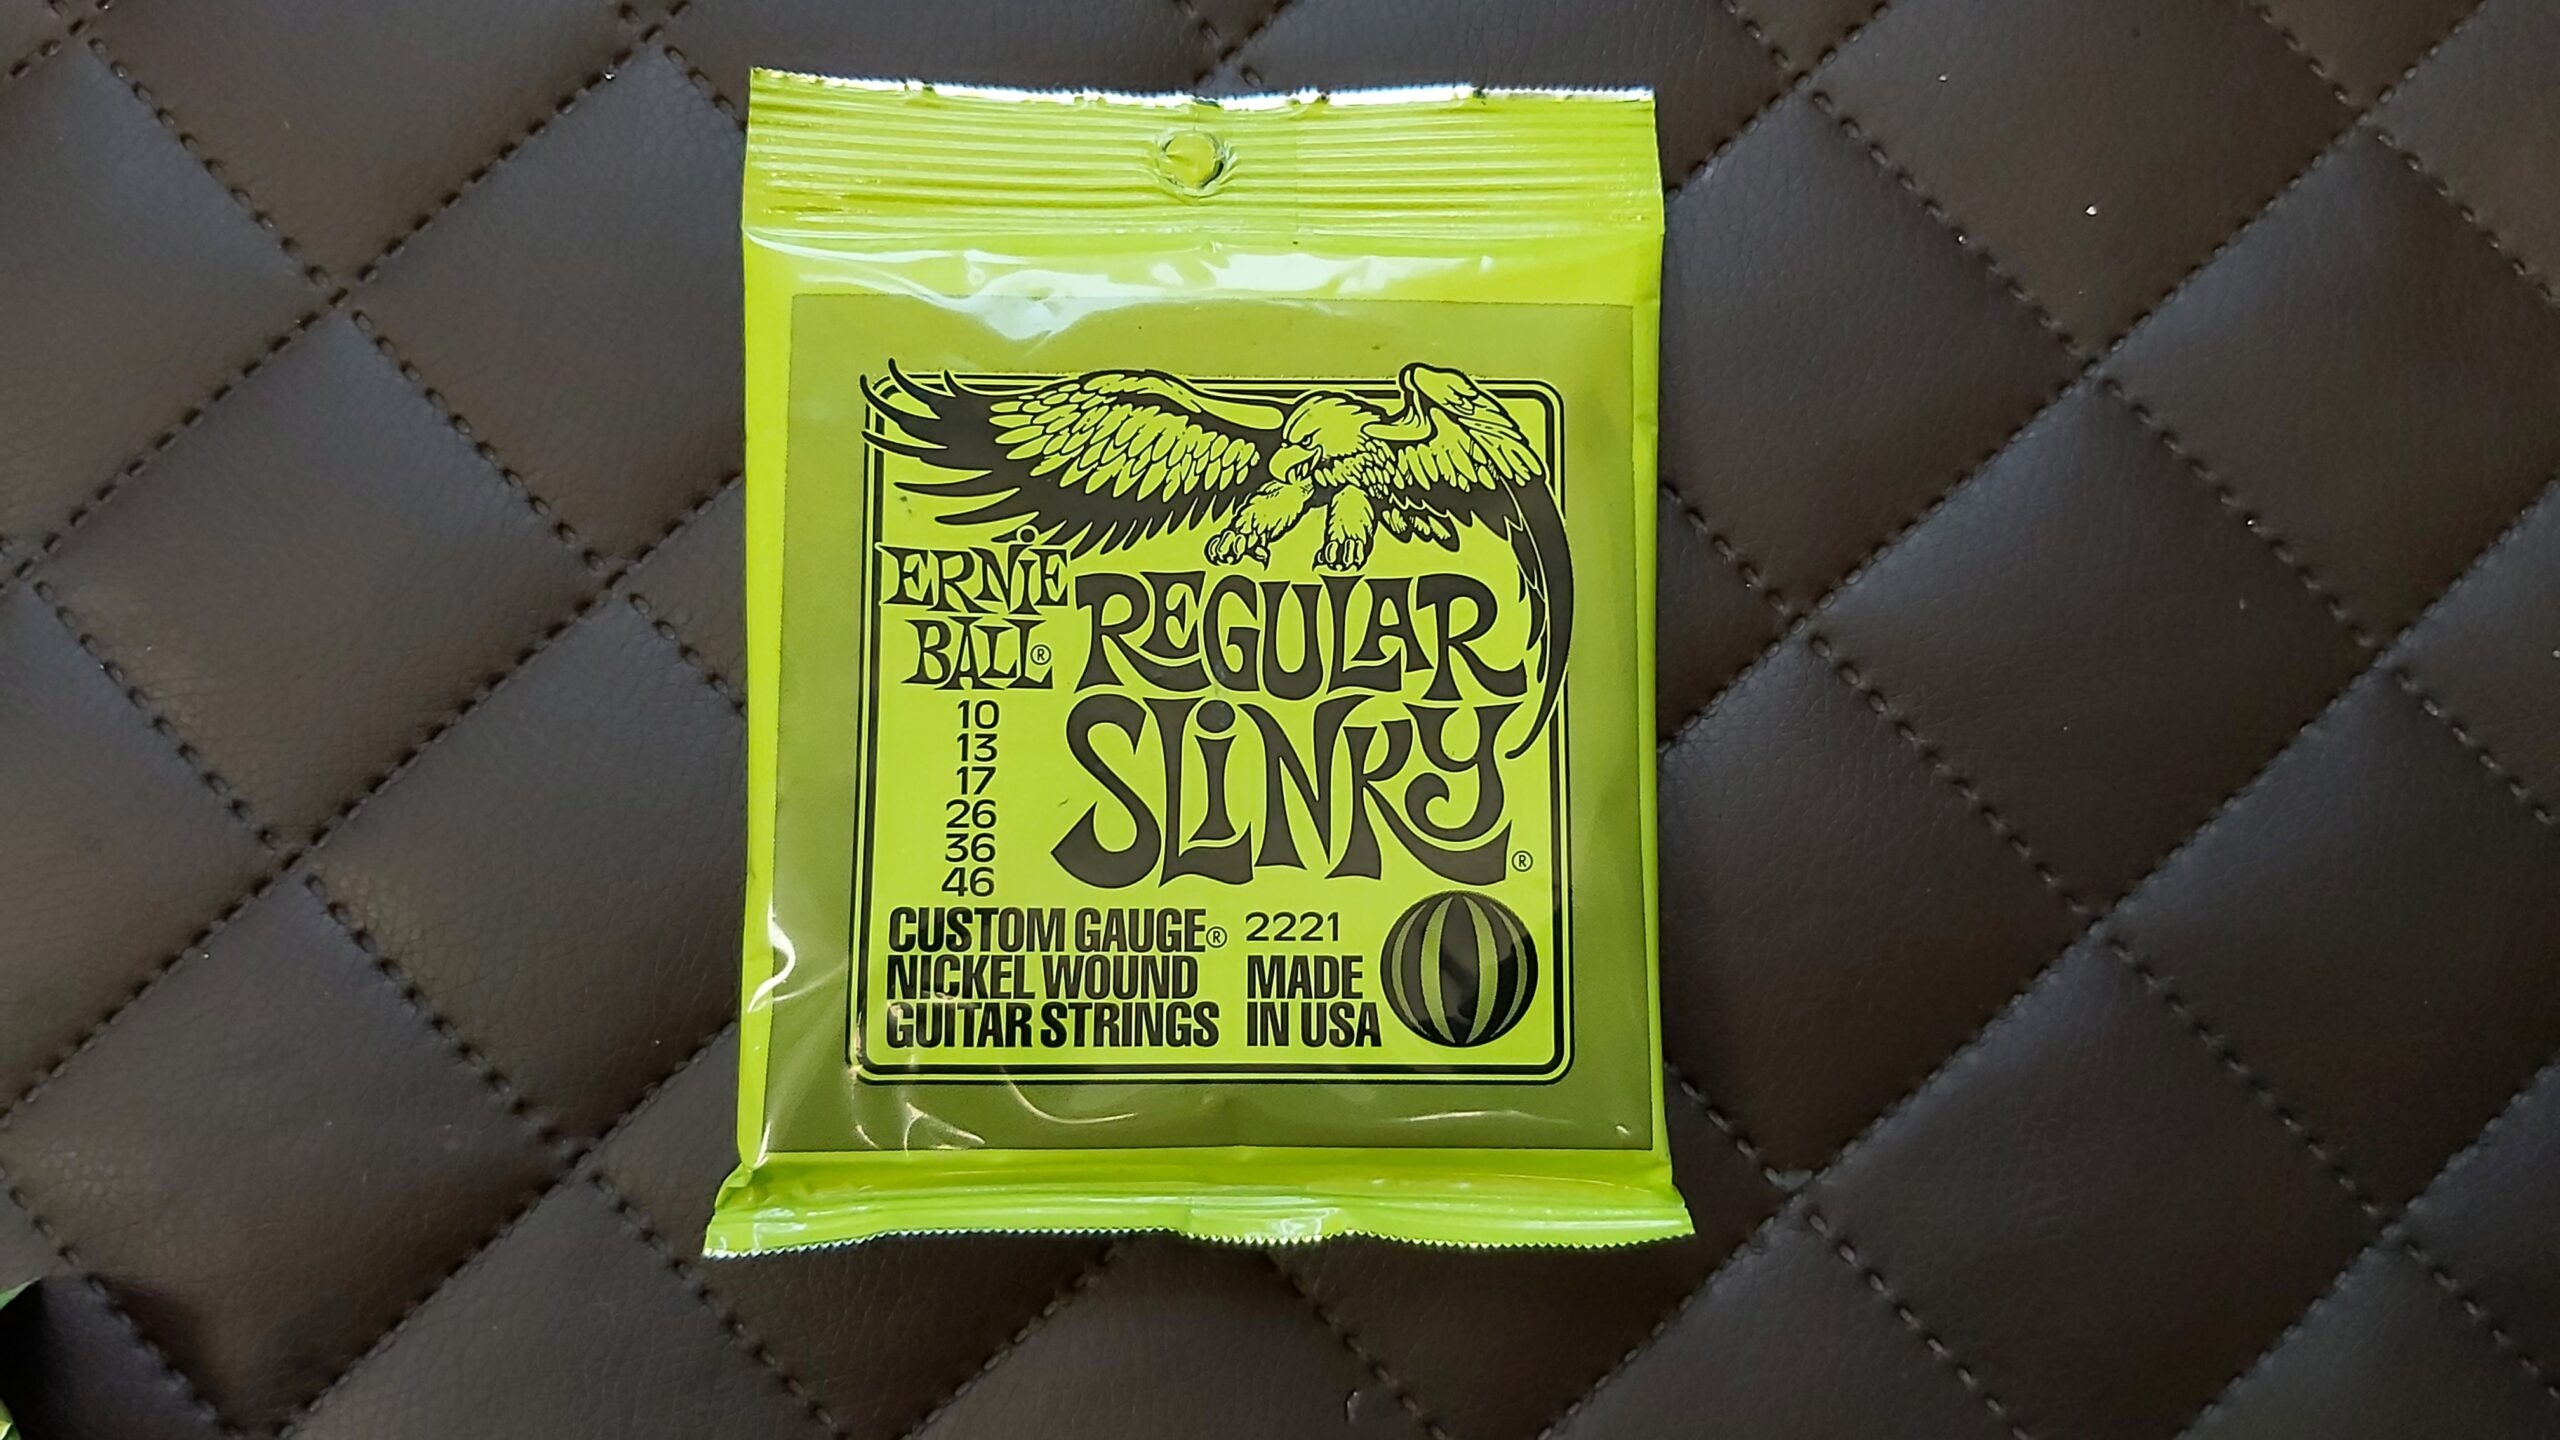 ERNiE
BALL®
REGULAR
SLiNKY®
10
13
17
26
36
46
CUSTOM GAUGE® 2221
NICKEL WOUND MADE
GUITAR STRINGS IN USA